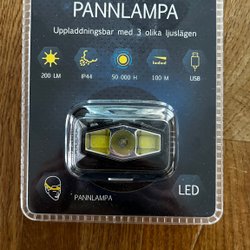 PANNLAMPA
Uppladdningsbar med 3 olika ljuslägen
200 LM IP44 50 000 H 100 M USB
PANNLAMPA
LED